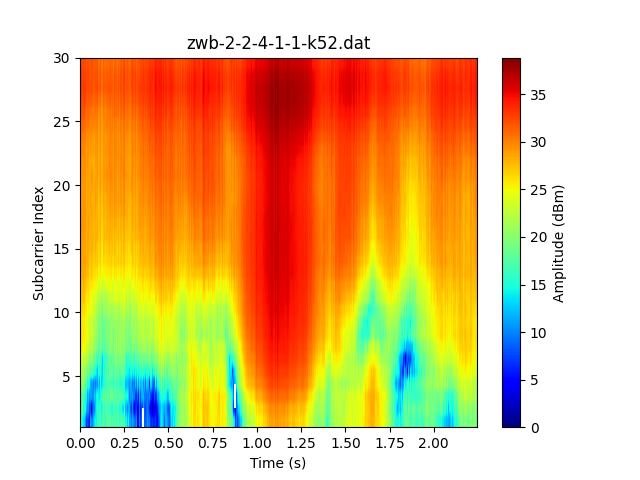 zwb-2-2-4-1-1-k52.dat
30
25
20
15
10
5
Subcarrier Index
0.00 0.25 0.50 0.75 1.00 1.25 1.50 1.75 2.00
Time (s)
35
30
25
20
15
10
5
0
Amplitude (dBm)